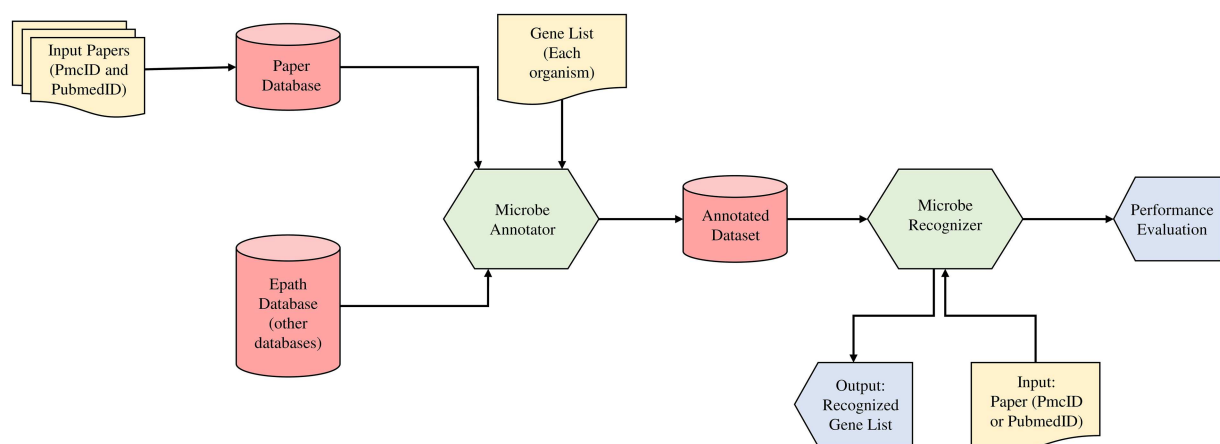 Input Papers
(PmcID and
PubmedID)
Paper
Database
Gene List
(Each
organism)
Microbe
Annotator
Annotated
Dataset
Microbe
Recognizer
Performance
Evaluation
Epath
Database
(other
databases)
Output:
Recognized
Gene List
Input:
Paper (PmcID
or PubmedID)